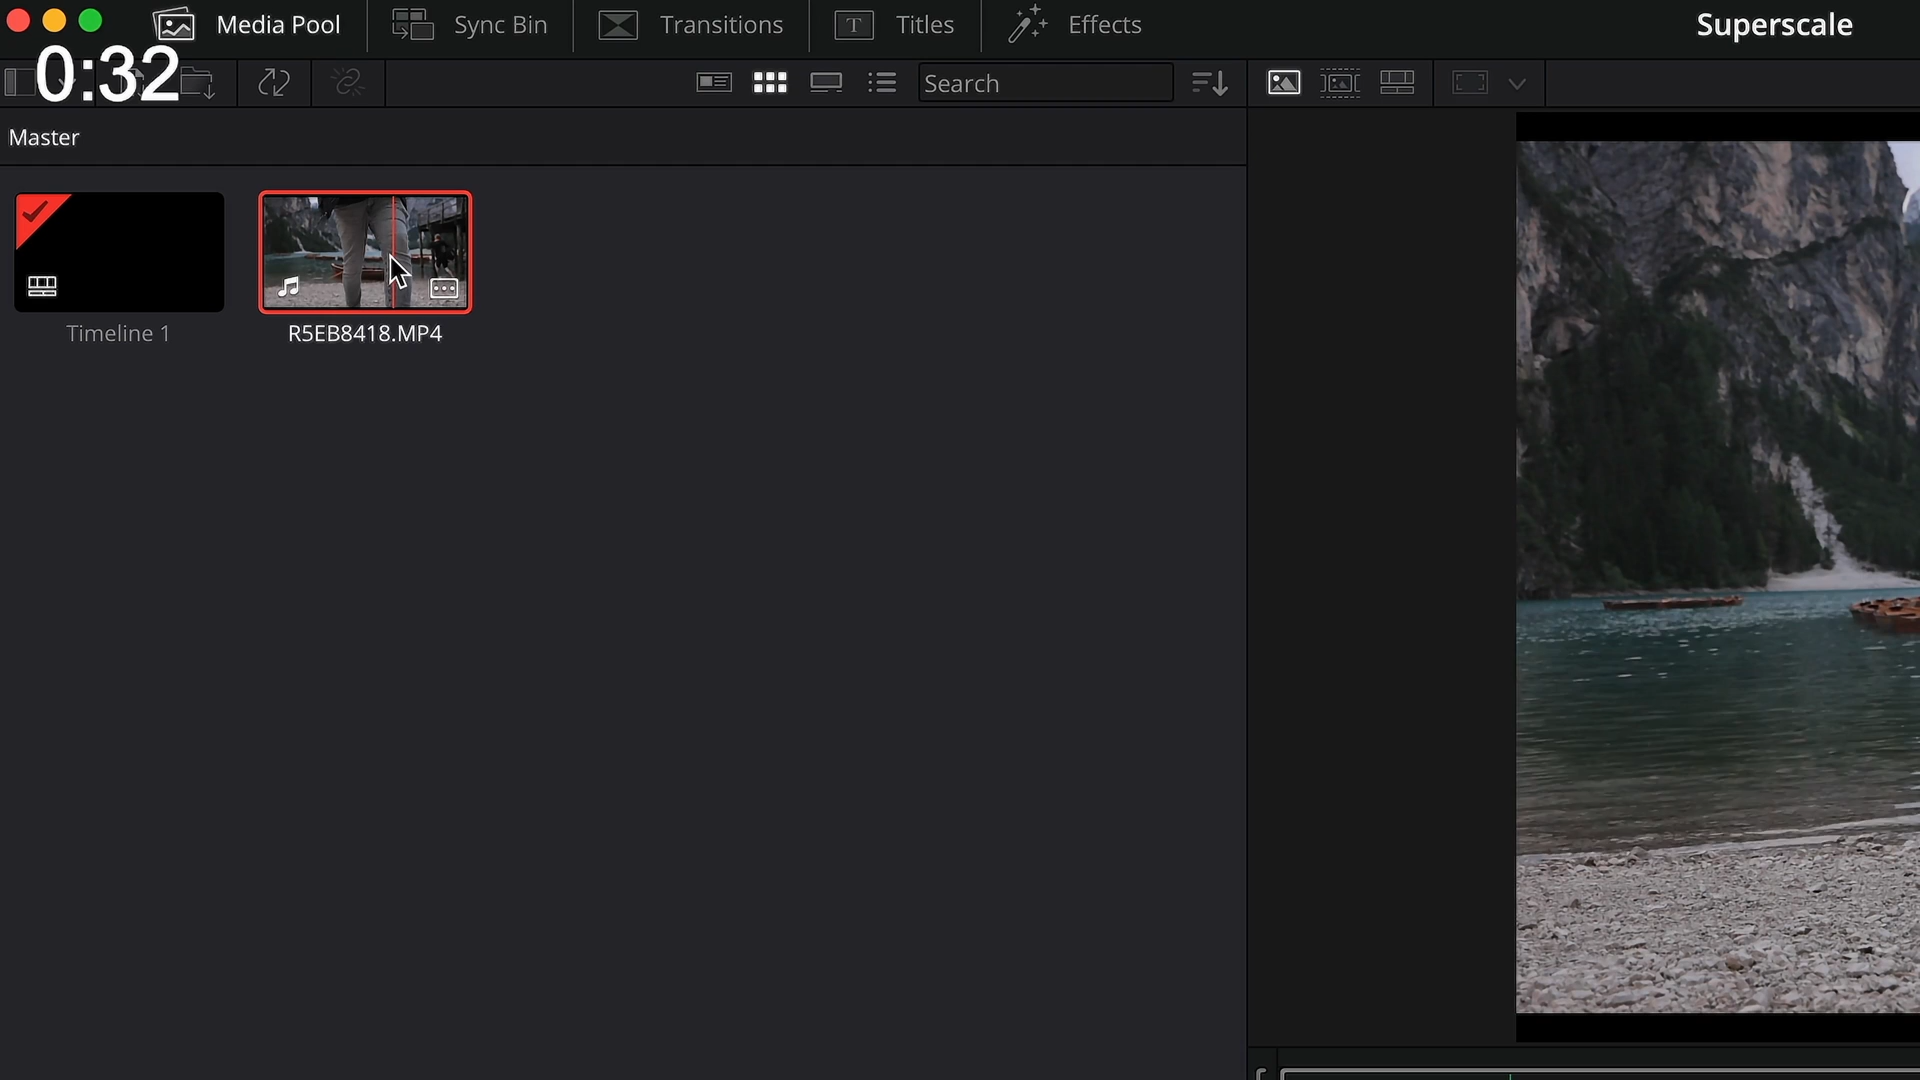 Media Pool
Sync Bin
Transitions
T
Titles
Effects
Superscale
0:32
Search
Master
Timeline 1
R5EB8418.MP4